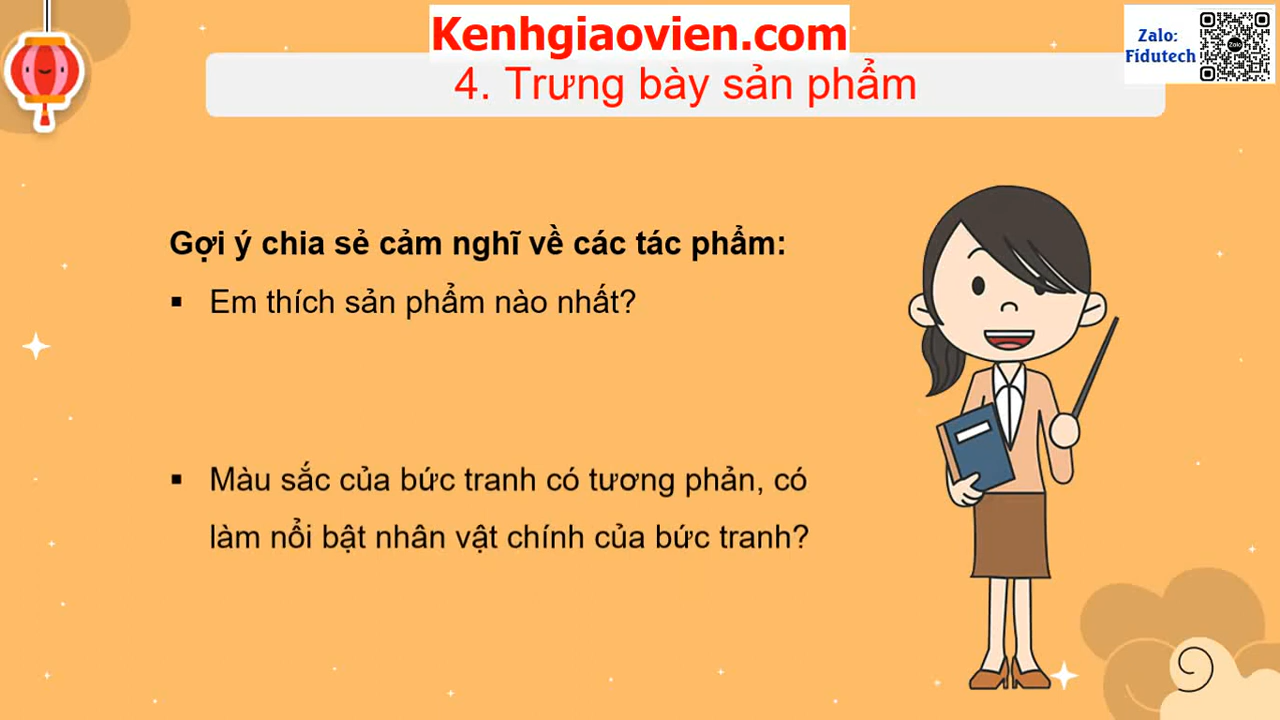 Kenhgiaovien.com
Zalo:
Fidutech
Zalo
4. Trưng bày sản phẩm
Gợi ý chia sẻ cảm nghĩ về các tác phẩm:
▪ Em thích sản phẩm nào nhất?
▪ Màu sắc của bức tranh có tương phản, có
làm nổi bật nhân vật chính của bức tranh?